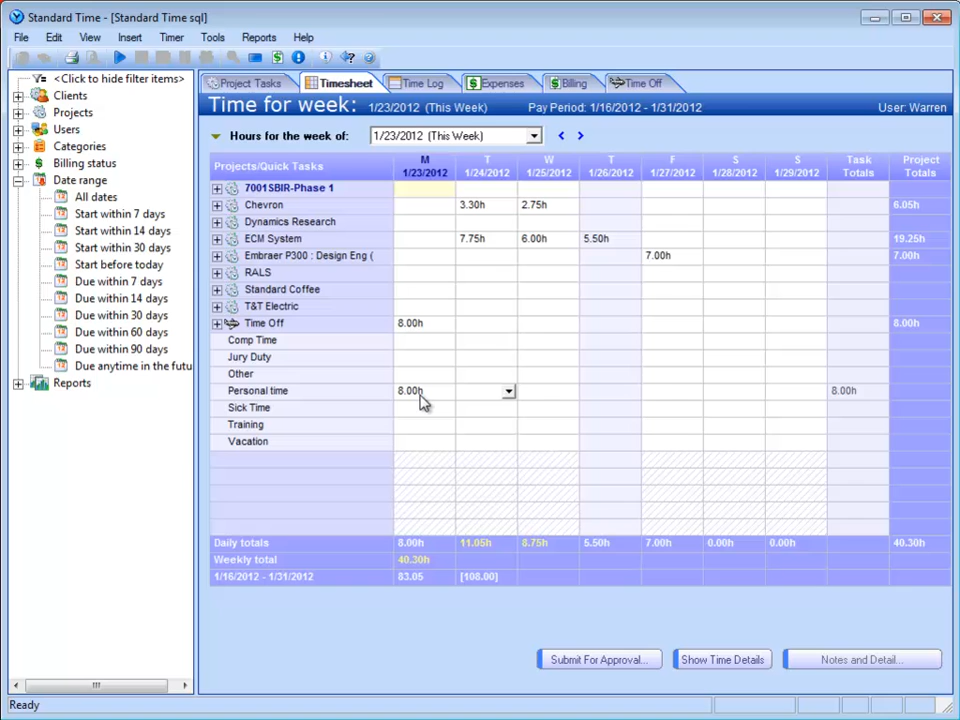 Standard Time - [Standard Time sql]
File Edit View Insert Timer Tools Reports Help
<Click to hide filter items>
Clients
Projects
Users
Categories
Billing status
Date range
All dates
Start within 7 days
Start within 14 days
Start within 30 days
Start before today
Due within 7 days
Due within 14 days
Due within 30 days
Due within 60 days
Due within 90 days
Due anytime in the futu
Reports
Project Tasks Timesheet Time Log Expenses Billing Time Off
Time for week: 1/23/2012 (This Week) Pay Period: 1/16/2012 - 1/31/2012 User: Warren
Hours for the week of: 1/23/2012 (This Week) < >
Projects/Quick Tasks M 1/23/2012 T 1/24/2012 W 1/25/2012 T 1/26/2012 F 1/27/2012 S 1/28/2012 S 1/29/2012 Task Totals Project Totals
7001SBIR-Phase 1
Chevron 3.30h 2.75h 6.05h
Dynamics Research
ECM System 7.75h 6.00h 5.50h 19.25h
Embraer P300 : Design Eng ( 7.00h 7.00h
RALS
Standard Coffee
T&T Electric
Time Off 8.00h 8.00h
Comp Time
Jury Duty
Other
Personal time 8.00h 8.00h
Sick Time
Training
Vacation
Daily totals 8.00h 11.05h 8.75h 5.50h 7.00h 0.00h 0.00h 40.30h
Weekly total 40.30h
1/16/2012 - 1/31/2012 83.05 [108.00]
Submit For Approval... Show Time Details Notes and Detail...
Ready